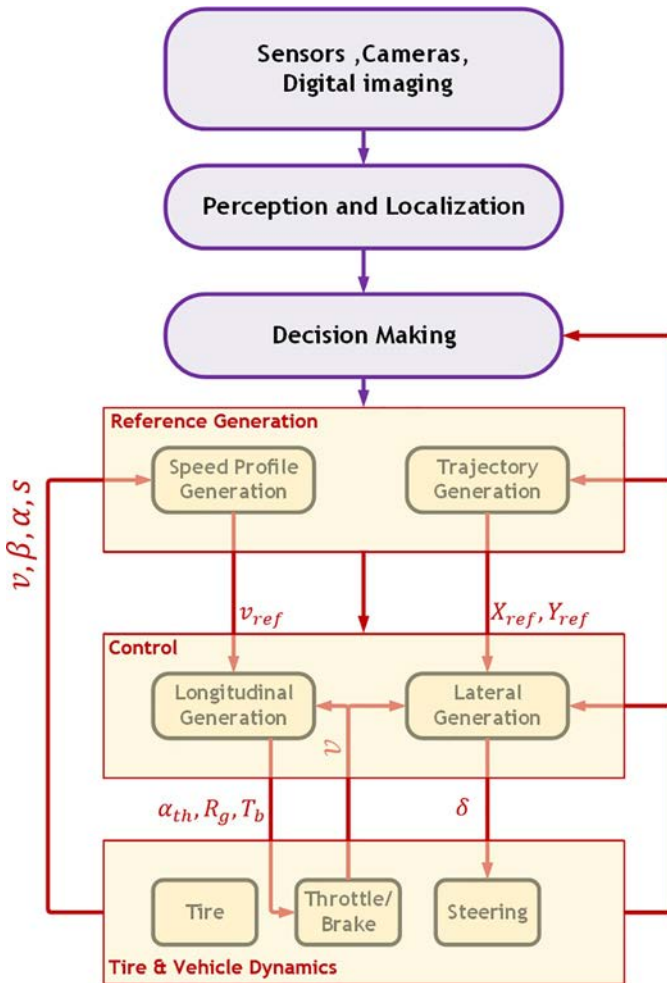 Sensors ,Cameras,
Digital imaging
Perception and Localization
Decision Making
Reference Generation
Speed Profile
Generation
Trajectory
Generation
v, β, α, s
v_ref
X_ref, Y_ref
Control
Longitudinal
Generation
Lateral
Generation
v
α_th, R_g, T_b
δ
Tire
Throttle/
Brake
Steering
Tire & Vehicle Dynamics